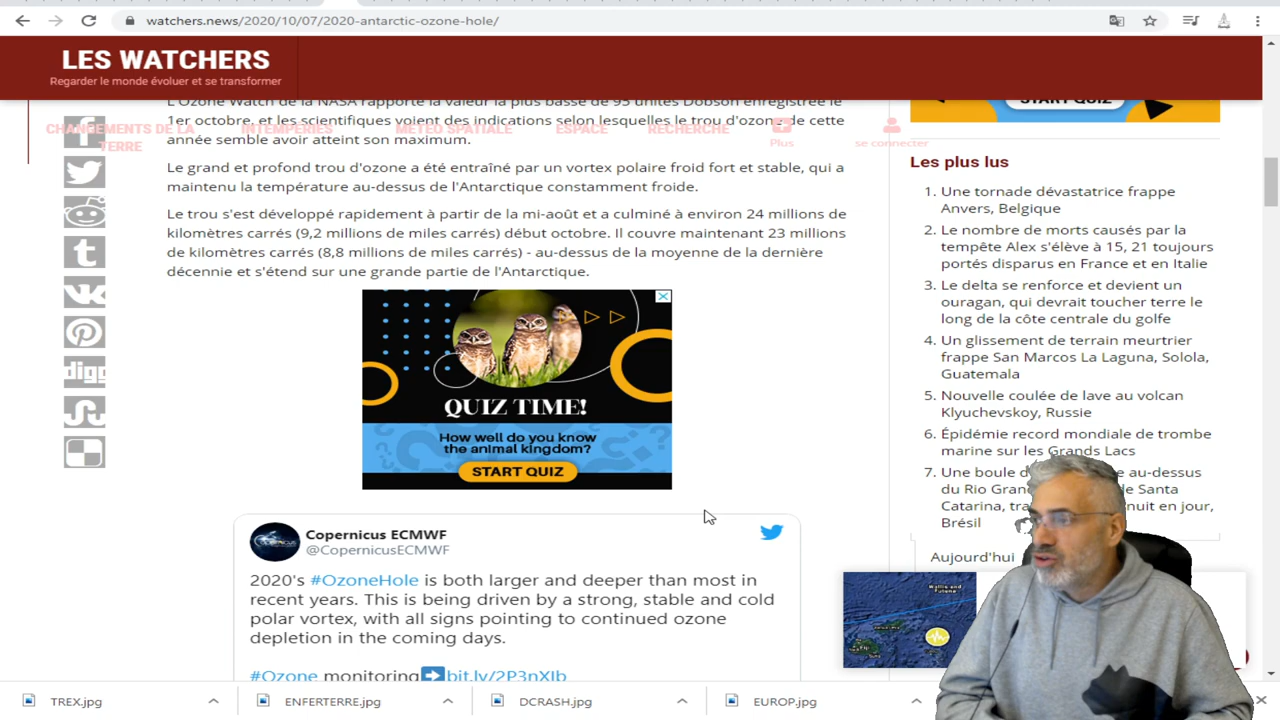 watchers.news/2020/10/07/2020-antarctic-ozone-hole/
LES WATCHERS
Regarder le monde évoluer et se transformer
CHANGEMENTS DE LA TERRE
INTEMPÉRIES
MÉTÉO SPATIALE
ESPACE
RECHERCHE
Plus
se connecter
L'Ozone Watch de la NASA rapporte la valeur la plus basse de 95 unités Dobson enregistrée le
1er octobre, et les scientifiques voient des indications selon lesquelles le trou d'ozone de cette
année semble avoir atteint son maximum.
Le grand et profond trou d'ozone a été entraîné par un vortex polaire froid fort et stable, qui a
maintenu la température au-dessus de l'Antarctique constamment froide.
Le trou s'est développé rapidement à partir de la mi-août et a culminé à environ 24 millions de
kilomètres carrés (9,2 millions de miles carrés) début octobre. Il couvre maintenant 23 millions
de kilomètres carrés (8,8 millions de miles carrés) - au-dessus de la moyenne de la dernière
décennie et s'étend sur une grande partie de l'Antarctique.
QUIZ TIME!
How well do you know
the animal kingdom?
START QUIZ
Copernicus ECMWF
@CopernicusECMWF
2020's #OzoneHole is both larger and deeper than most in
recent years. This is being driven by a strong, stable and cold
polar vortex, with all signs pointing to continued ozone
depletion in the coming days.
#Ozone monitoring➡bit.ly/2P3nXIb
START QUIZ
Les plus lus
1. Une tornade dévastatrice frappe
Anvers, Belgique
2. Le nombre de morts causés par la
tempête Alex s'élève à 15, 21 toujours
portés disparus en France et en Italie
3. Le delta se renforce et devient un
ouragan, qui devrait toucher terre le
long de la côte centrale du golfe
4. Un glissement de terrain meurtrier
frappe San Marcos La Laguna, Solola,
Guatemala
5. Nouvelle coulée de lave au volcan
Klyuchevskoy, Russie
6. Épidémie record mondiale de trombe
marine sur les Grands Lacs
7. Une boule au-dessus
du Rio Santa
Catarina, nuit en jour,
Brésil
Aujourd'hui
Wallis and
Futuna
digg
TREX.jpg
ENFERTERRE.jpg
DCRASH.jpg
EUROP.jpg